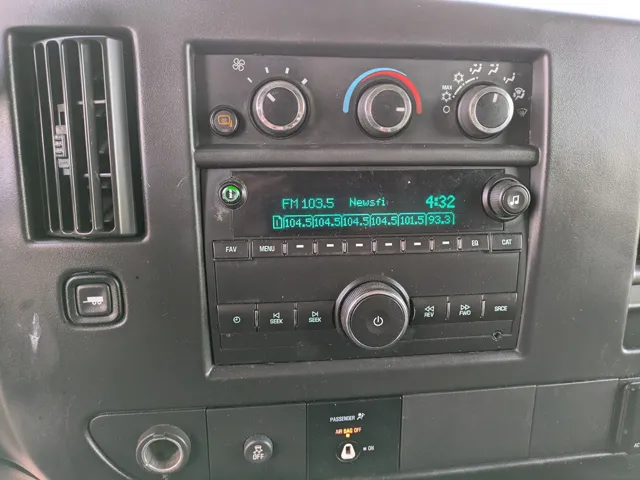 MAX
FM 103.5 Newsfi 4:32
1 104.5 104.5 104.5 104.5 101.5 93.3
FAV MENU EQ CAT
SEEK SEEK REV FWD SRCE
PASSENGER
AIR BAG OFF
ON
OFF
AC